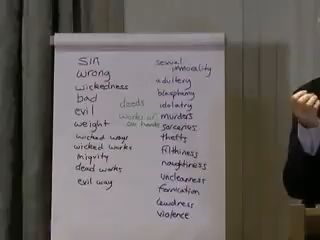 Sin
wrong
wickedness
bad
evil
weight
wicked way
wicked works
iniquity
dead works
evil way
deeds
works of
our hands
sexual
immorality
adultery
blasphemy
idolatry
murders
sorceries
thefts
filthiness
naughtiness
uncleanness
fornication
lewdness
violence